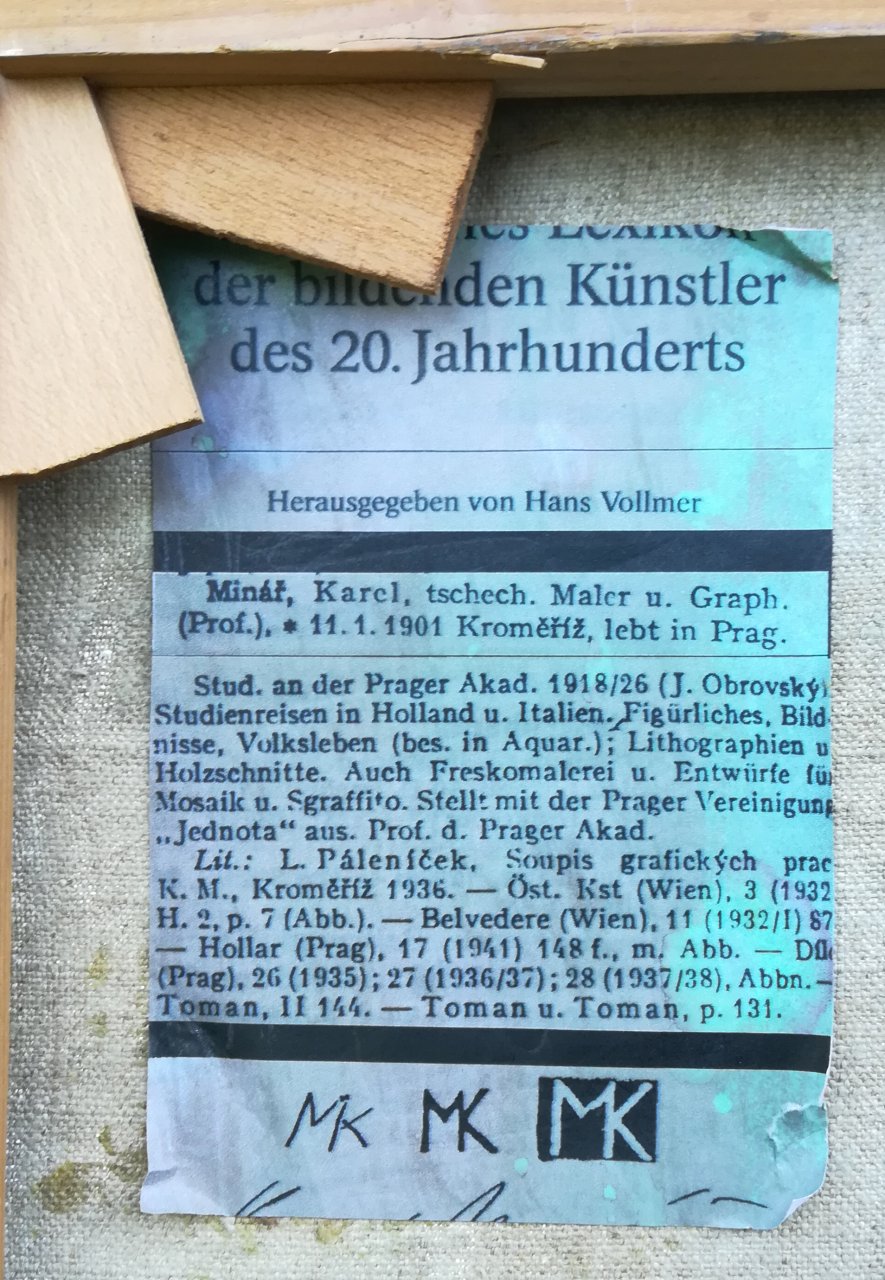 Lexikon
der bildenden Künstler
des 20. Jahrhunderts
Herausgegeben von Hans Vollmer
Minář, Karel, tschech. Maler u. Graph.
(Prof.), * 11. 1. 1901 Kroměříž, lebt in Prag.
Stud. an der Prager Akad. 1918/26 (J. Obrovský)
Studienreisen in Holland u. Italien. Figürliches, Bild-
nisse, Volksleben (bes. in Aquar.); Lithographien u
Holzschnitte. Auch Freskomalerei u. Entwürfe für
Mosaik u. Sgraffito. Stellt mit der Prager Vereinigung
„Jednota“ aus. Prof. d. Prager Akad.
Lit.: L. Páleníček, Soupis grafických prac
K. M., Kroměříž 1936. — Öst. Kst (Wien), 3 (1932
H. 2, p. 7 (Abb.). — Belvedere (Wien), 11 (1932/I) 87
— Hollar (Prag), 17 (1941) 148 f., m. Abb. —
(Prag), 26 (1935); 27 (1936/37); 28 (1937/38), Abbn. —
Toman, II 144. — Toman u. Toman, p. 131.
MK MK MK